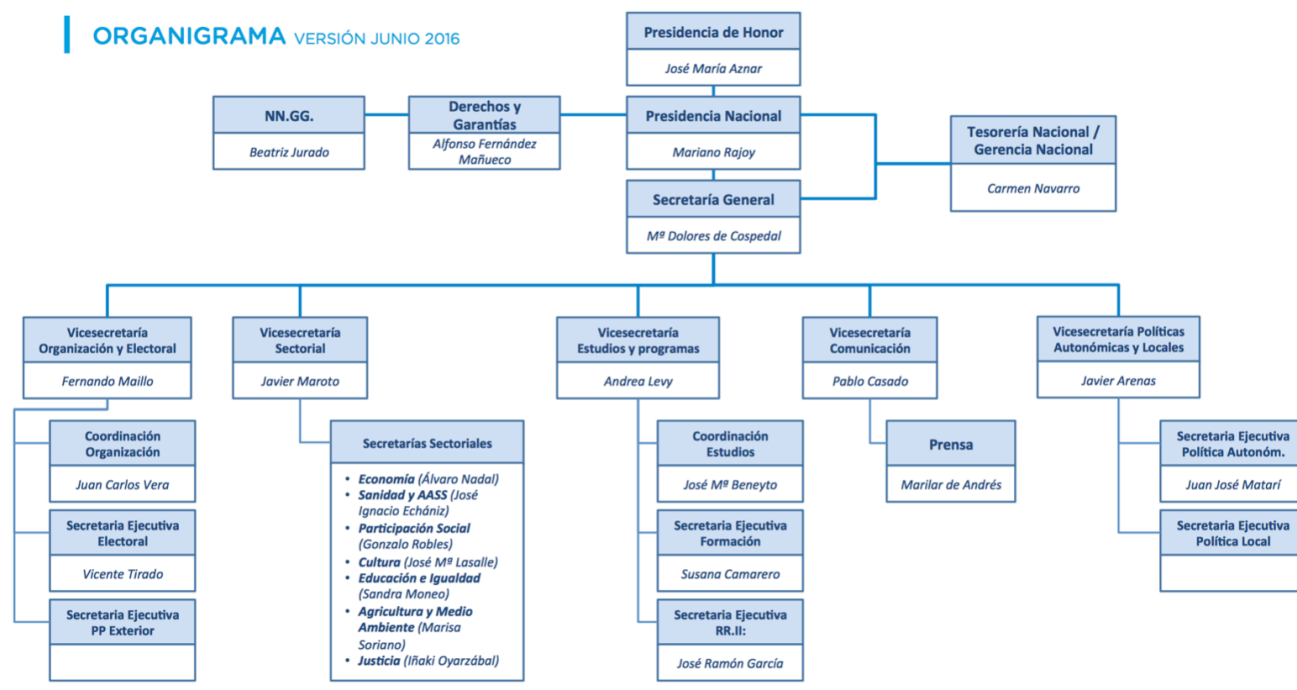 ORGANIGRAMA VERSIÓN JUNIO 2016
Presidencia de Honor
José María Aznar
NN.GG.
Beatriz Jurado
Derechos y
Garantías
Alfonso Fernández
Mañueco
Presidencia Nacional
Mariano Rajoy
Tesorería Nacional /
Gerencia Nacional
Carmen Navarro
Secretaría General
Mª Dolores de Cospedal
Vicesecretaría
Organización y Electoral
Fernando Maillo
Vicesecretaría
Sectorial
Javier Maroto
Vicesecretaría
Estudios y programas
Andrea Levy
Vicesecretaría
Comunicación
Pablo Casado
Vicesecretaría Políticas
Autonómicas y Locales
Javier Arenas
Coordinación
Organización
Juan Carlos Vera
Secretaria Ejecutiva
Electoral
Vicente Tirado
Secretaria Ejecutiva
PP Exterior
Secretarías Sectoriales
• Economía (Álvaro Nadal)
• Sanidad y AASS (José
Ignacio Echániz)
• Participación Social
(Gonzalo Robles)
• Cultura (José Mª Lasalle)
• Educación e Igualdad
(Sandra Moneo)
• Agricultura y Medio
Ambiente (Marisa
Soriano)
• Justicia (Iñaki Oyarzábal)
Coordinación
Estudios
José Mª Beneyto
Secretaria Ejecutiva
Formación
Susana Camarero
Secretaria Ejecutiva
RR.II:
José Ramón García
Prensa
Marilar de Andrés
Secretaria Ejecutiva
Política Autonóm.
Juan José Matarí
Secretaria Ejecutiva
Política Local